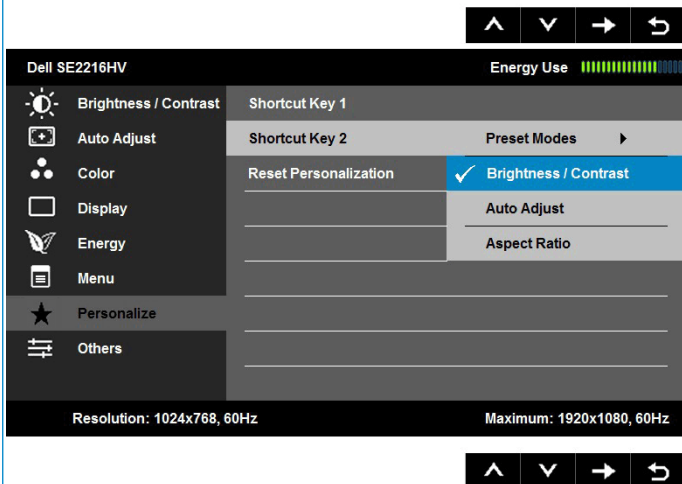 Dell SE2216HV Energy Use
Brightness / Contrast Shortcut Key 1
Auto Adjust Shortcut Key 2 Preset Modes
Color Reset Personalization Brightness / Contrast
Display Auto Adjust
Energy Aspect Ratio
Menu
Personalize
Others
Resolution: 1024x768, 60Hz Maximum: 1920x1080, 60Hz